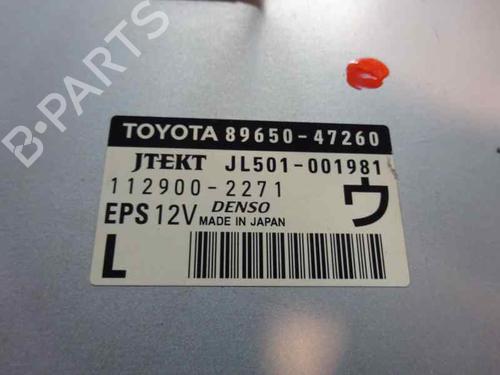 TOYOTA 89650-47260
JTEKT JL501-001981
112900-2271
EPS 12V DENSO MADE IN JAPAN ウ
L
B-Parts